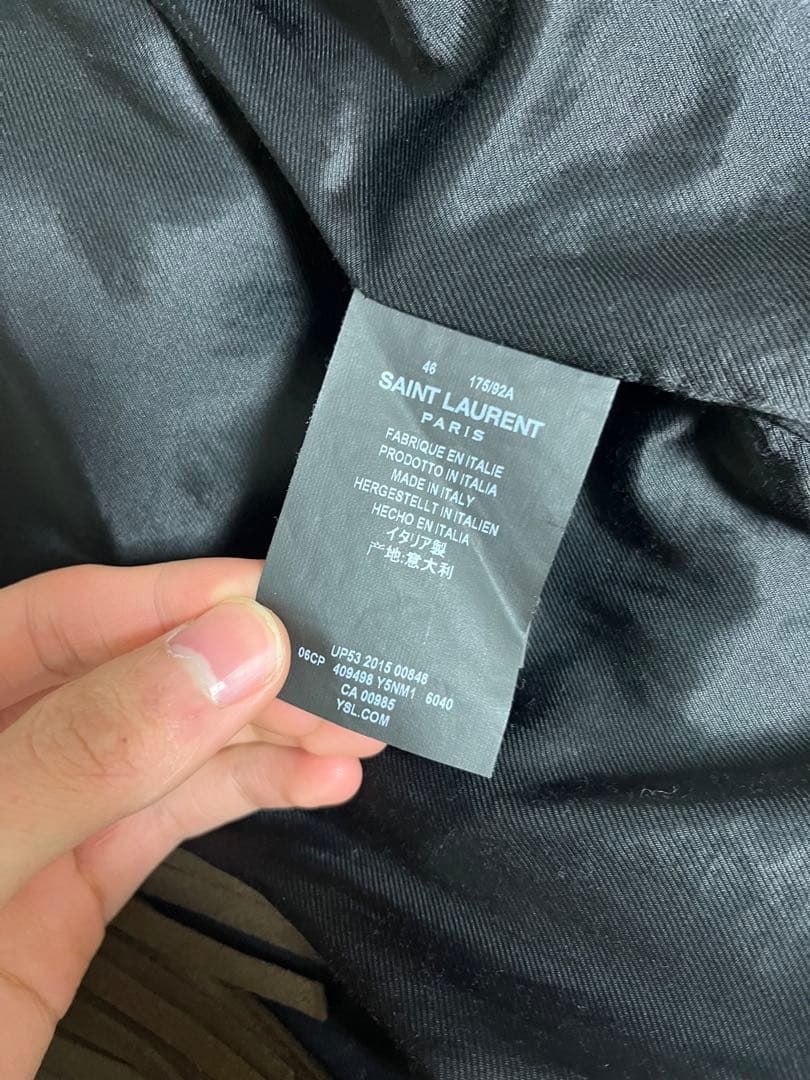 46 175/92A
SAINT LAURENT
PARIS
FABRIQUE EN ITALIE
PRODOTTO IN ITALIA
MADE IN ITALY
HERGESTELLT IN ITALIEN
HECHO EN ITALIA
イタリア製
产地:意大利
UP53 2015 00848
06CP 409498 Y5NM1 6040
CA 00985
YSL.COM